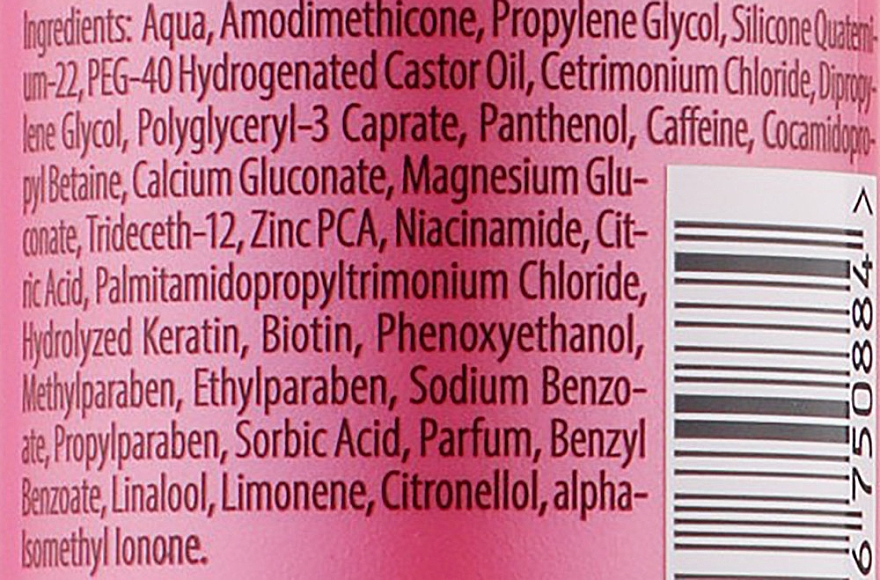 Ingredients: Aqua, Amodimethicone, Propylene Glycol, Silicone Quaterni-
um-22, PEG-40 Hydrogenated Castor Oil, Cetrimonium Chloride, Dipropy-
lene Glycol, Polyglyceryl-3 Caprate, Panthenol, Caffeine, Cocamidopro-
pyl Betaine, Calcium Gluconate, Magnesium Glu-
conate, Trideceth-12, Zinc PCA, Niacinamide, Cit-
ric Acid, Palmitamidopropyltrimonium Chloride,
Hydrolyzed Keratin, Biotin, Phenoxyethanol,
Methylparaben, Ethylparaben, Sodium Benzo-
ate, Propylparaben, Sorbic Acid, Parfum, Benzyl
Benzoate, Linalool, Limonene, Citronellol, alpha-
Isomethyl Ionone.
6 750884 >